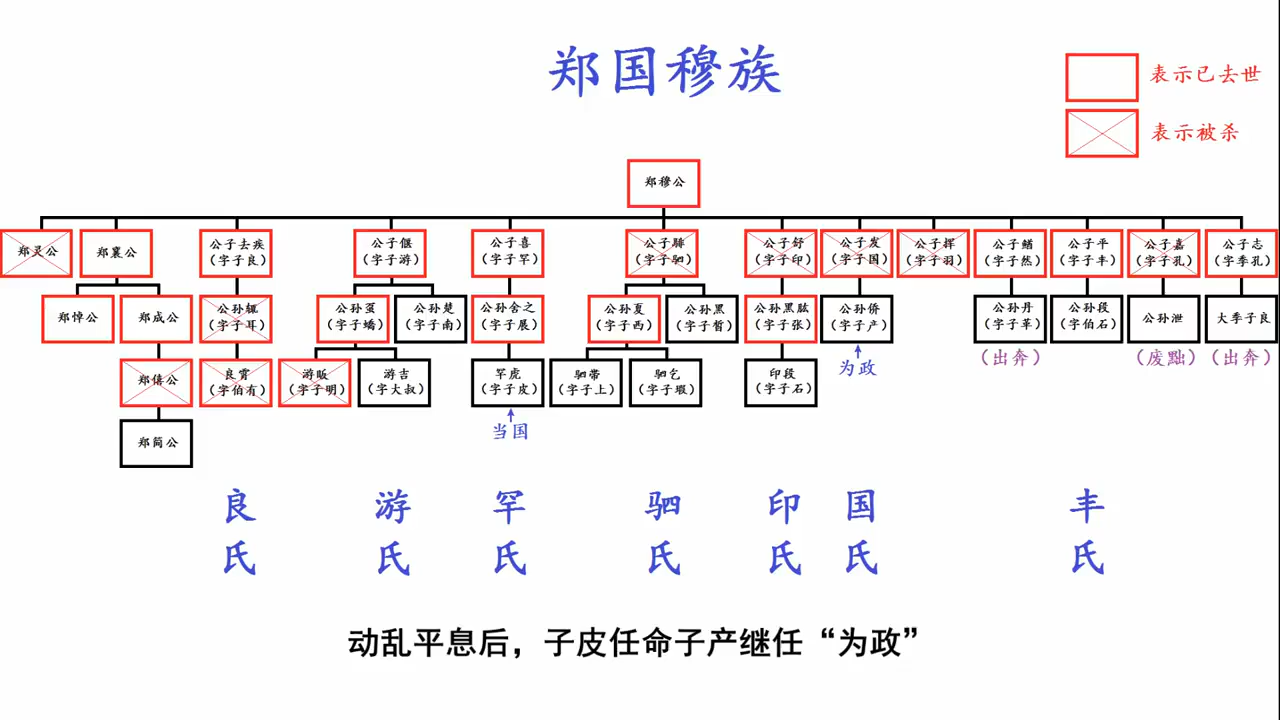 郑国穆族
表示已去世
表示被杀
郑穆公
郑灵公
郑襄公
公子去疾
(字子良)
公子偃
(字子游)
公子喜
(字子罕)
公子騑
(字子驷)
公子舒
(字子印)
公子发
(字子国)
公子挥
(字子羽)
公子鳍
(字子然)
公子平
(字子丰)
公子嘉
(字子孔)
公子志
(字季孔)
郑悼公
郑成公
公孙辄
(字子耳)
公孙虿
(字子蟜)
公孙楚
(字子南)
公孙舍之
(字子展)
公孙夏
(字子西)
公孙黑
(字子皙)
公孙黑肱
(字子张)
公孙侨
(字子产)
公孙丹
(字子革)
公孙段
(字伯石)
公孙泄
大季子良
为政
(出奔)
(废黜)
(出奔)
郑僖公
良霄
(字伯有)
游眅
(字子明)
游吉
(字大叔)
罕虎
(字子皮)
驷带
(字子上)
驷乞
(字子瑕)
印段
(字子石)
当国
郑简公
良氏
游氏
罕氏
驷氏
印氏
国氏
丰氏
动乱平息后，子皮任命子产继任“为政”